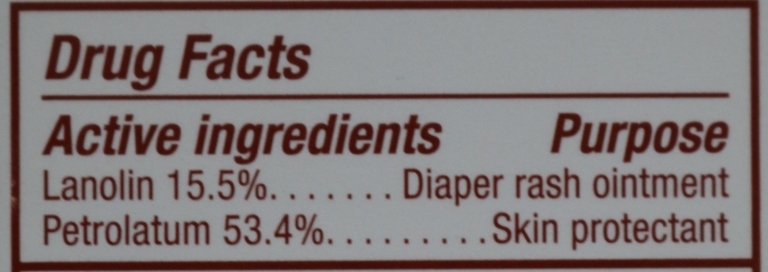 Drug Facts
Active ingredients Purpose
Lanolin 15.5%. . . . . . . Diaper rash ointment
Petrolatum 53.4%. . . . . . . . . Skin protectant